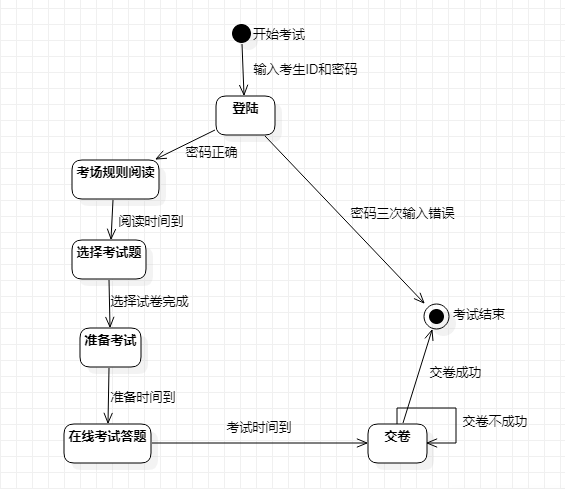 开始考试
输入考生ID和密码
登陆
密码正确
考场规则阅读
密码三次输入错误
阅读时间到
选择考试题
选择试卷完成
考试结束
准备考试
交卷成功
准备时间到
交卷不成功
考试时间到
在线考试答题
交卷